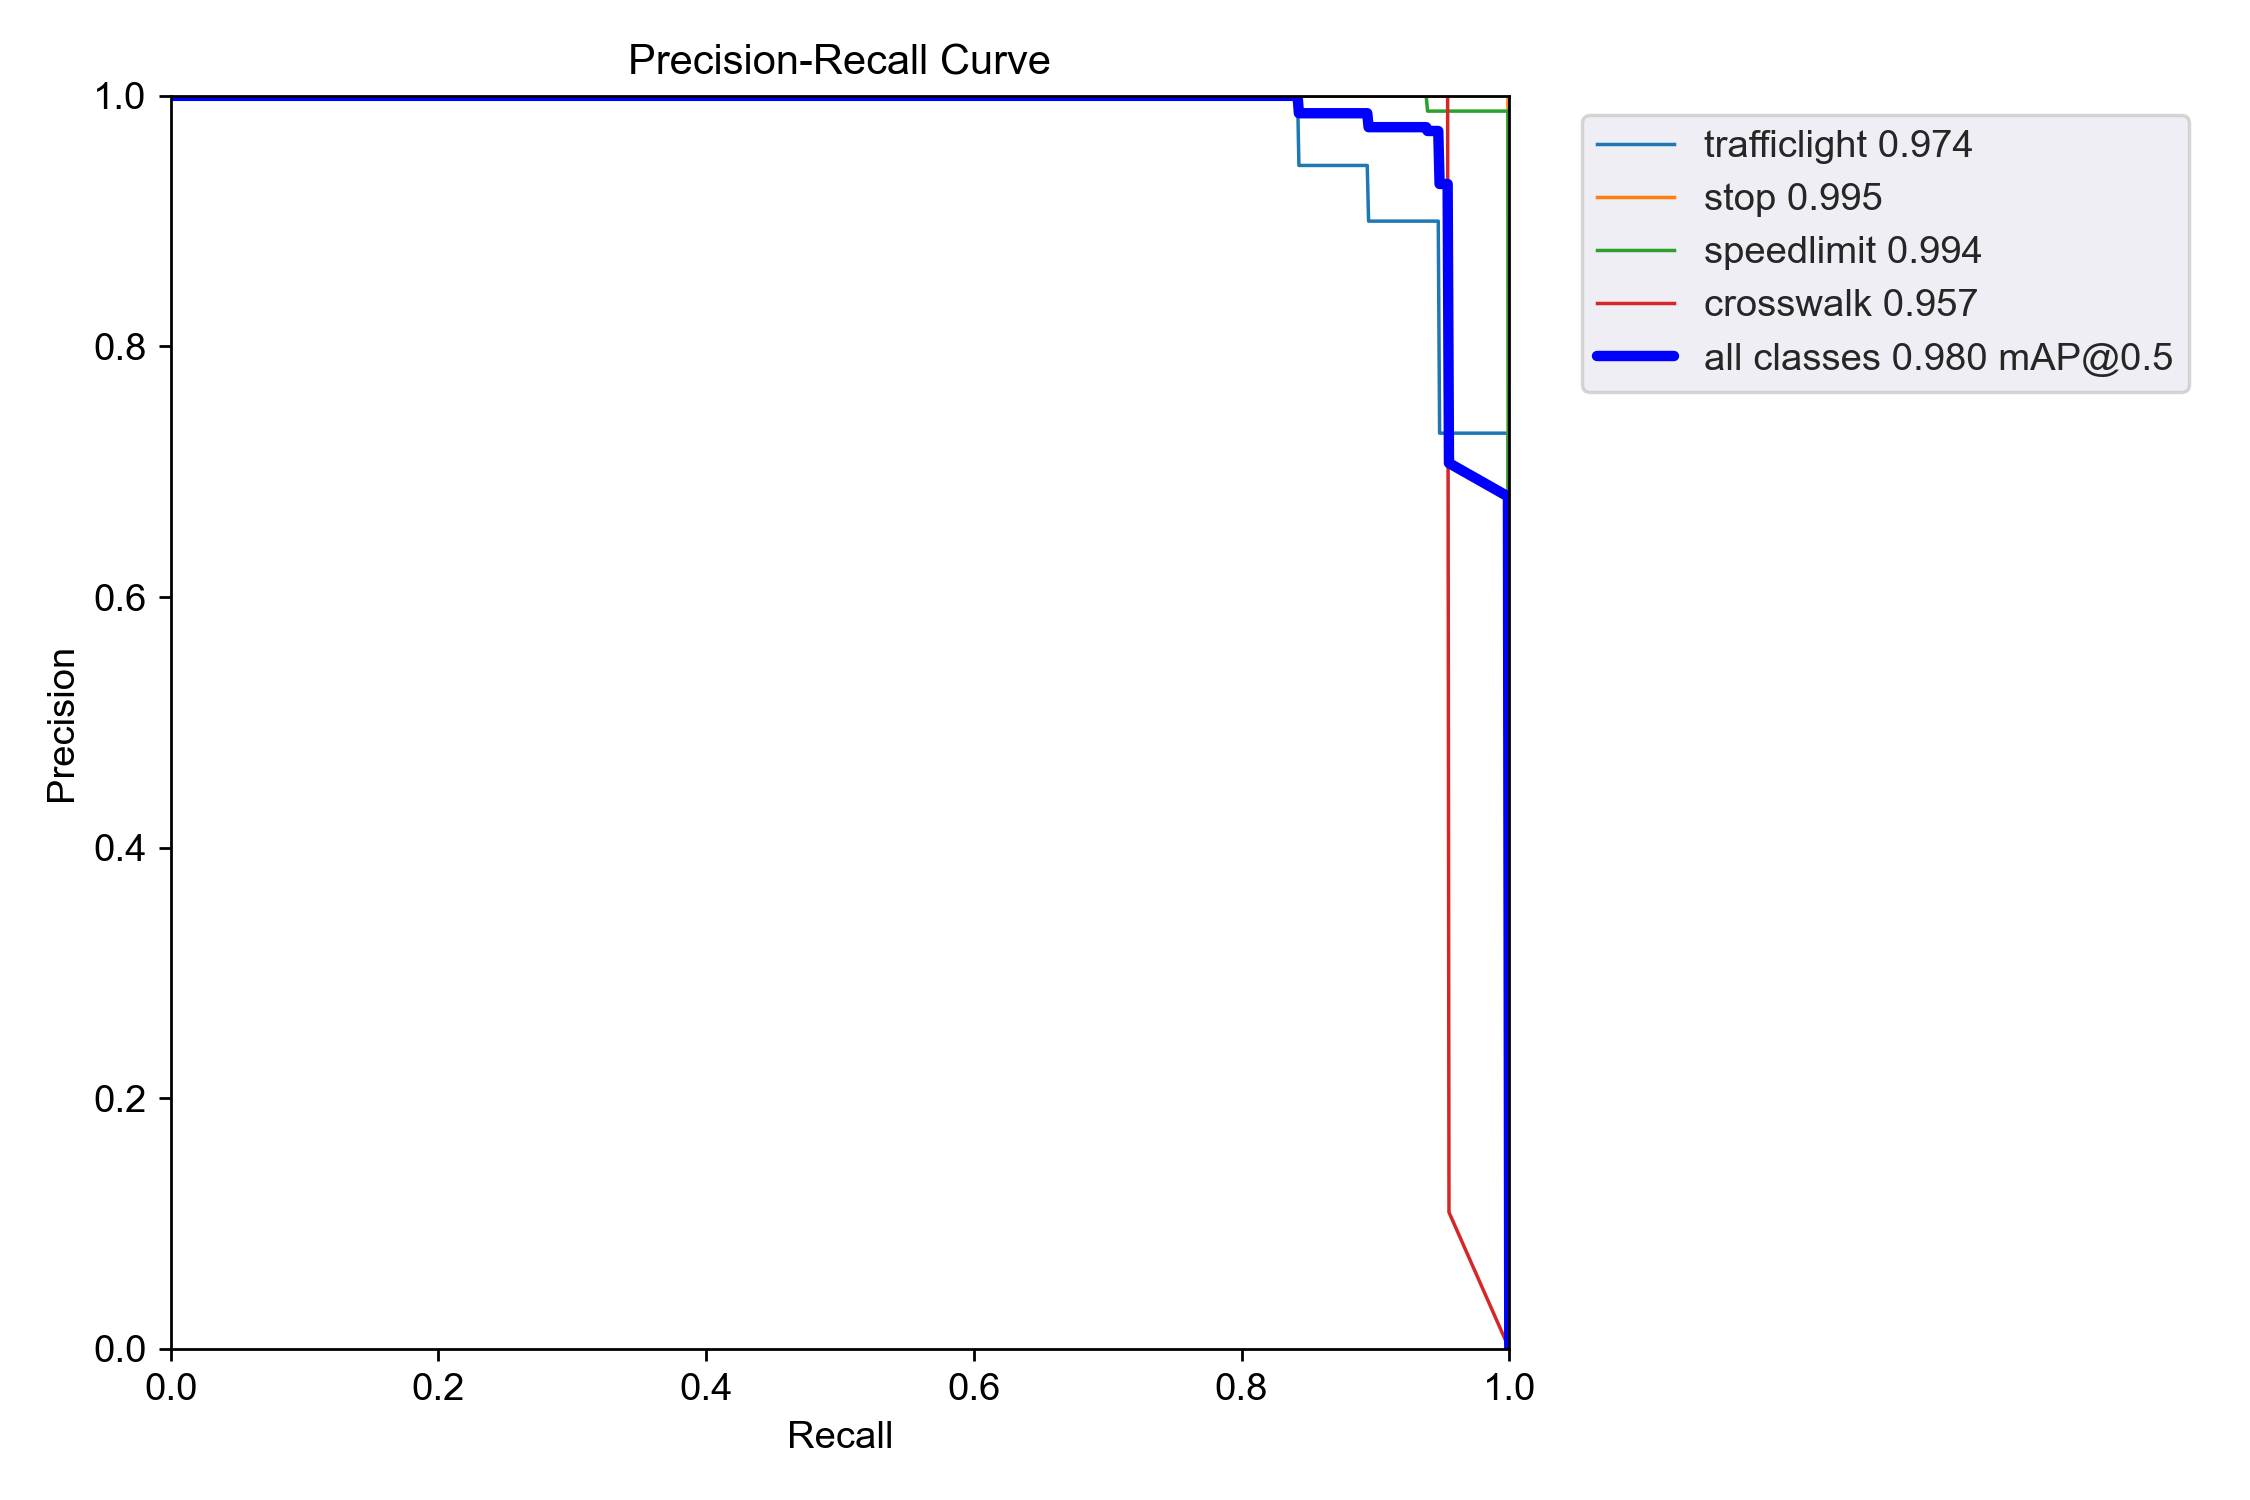 Precision-Recall Curve
1.0
0.8
0.6
0.4
0.2
0.0
Precision
0.0 0.2 0.4 0.6 0.8 1.0
Recall
trafficlight 0.974
stop 0.995
speedlimit 0.994
crosswalk 0.957
all classes 0.980 mAP@0.5